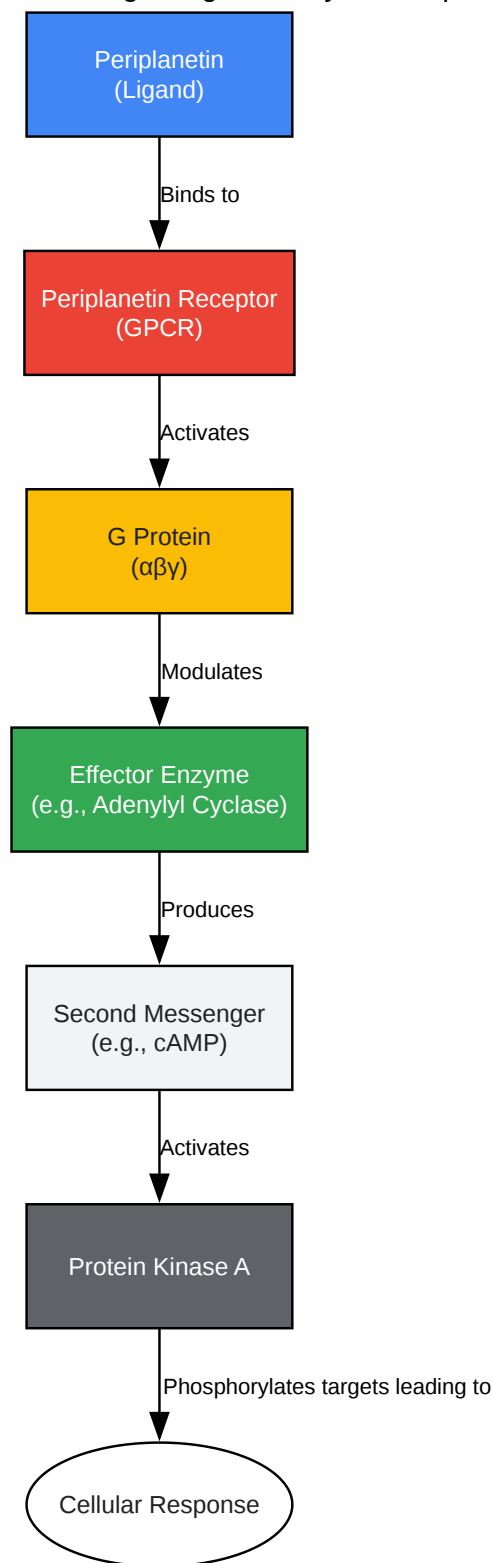 Periplanetin
(Ligand)
Binds to
Periplanetin Receptor
(GPCR)
Activates
G Protein
(αβγ)
Modulates
Effector Enzyme
(e.g., Adenylyl Cyclase)
Produces
Second Messenger
(e.g., cAMP)
Activates
Protein Kinase A
Phosphorylates targets leading to
Cellular Response